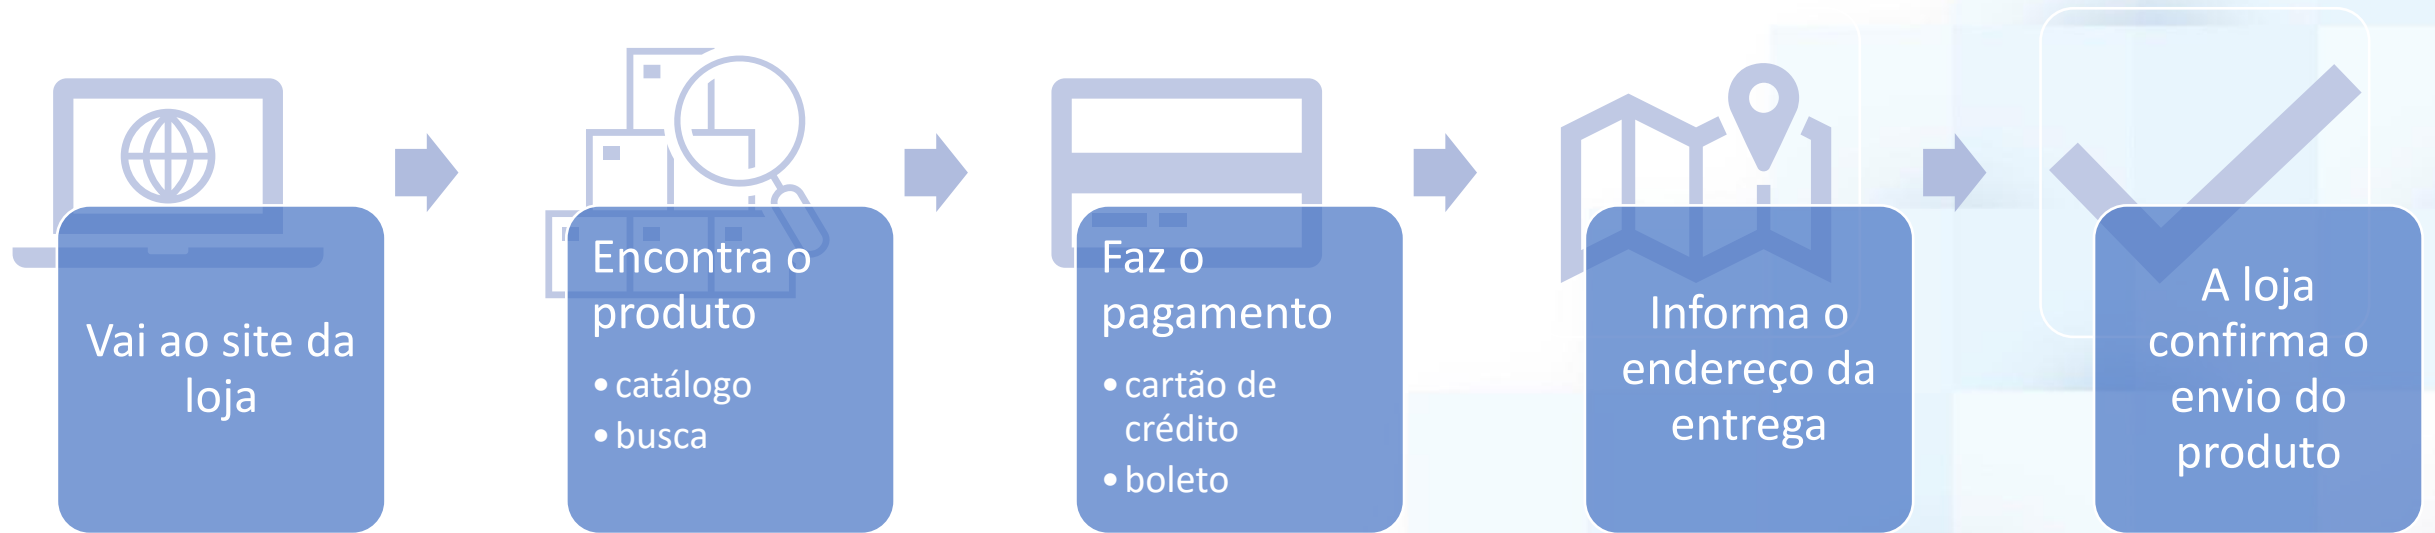 Vai ao site da
loja
Encontra o
produto
• catálogo
• busca
Faz o
pagamento
• cartão de
crédito
• boleto
Informa o
endereço da
entrega
A loja
confirma o
envio do
produto